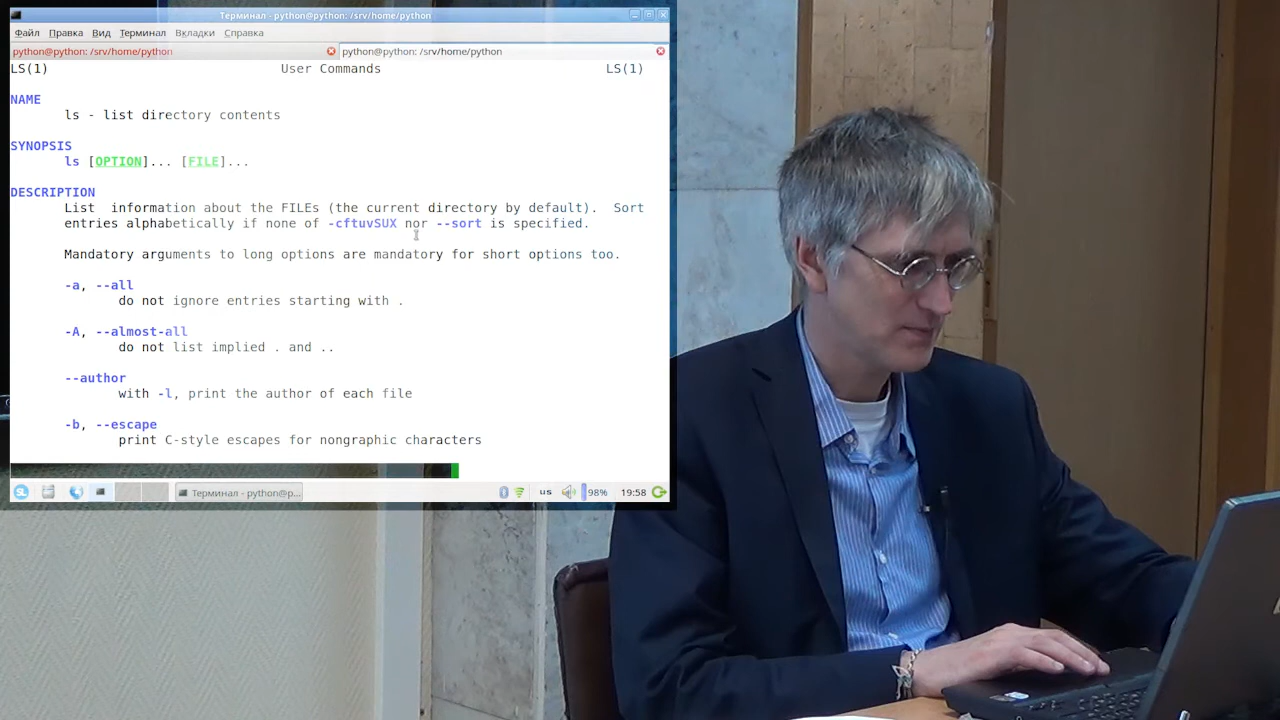 Терминал - python@python: /srv/home/python
Файл Правка Вид Терминал Вкладки Справка
python@python: /srv/home/python python@python: /srv/home/python
LS(1) User Commands LS(1)
NAME
ls - list directory contents
SYNOPSIS
ls [OPTION]... [FILE]...
DESCRIPTION
List information about the FILEs (the current directory by default). Sort
entries alphabetically if none of -cftuvSUX nor --sort is specified.
Mandatory arguments to long options are mandatory for short options too.
-a, --all
do not ignore entries starting with .
-A, --almost-all
do not list implied . and ..
--author
with -l, print the author of each file
-b, --escape
print C-style escapes for nongraphic characters
Терминал - python@p... us 98% 19:58